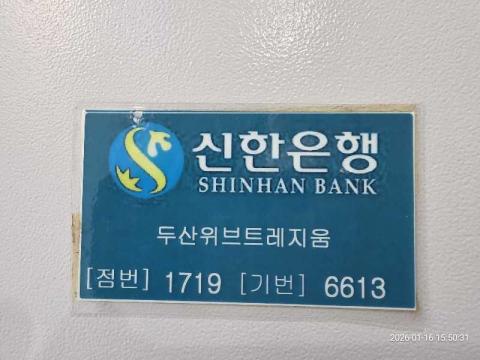 신한은행
SHINHAN BANK
두산위브트레지움
[점번] 1719 [기번] 6613
2026-01-16 15:50:31